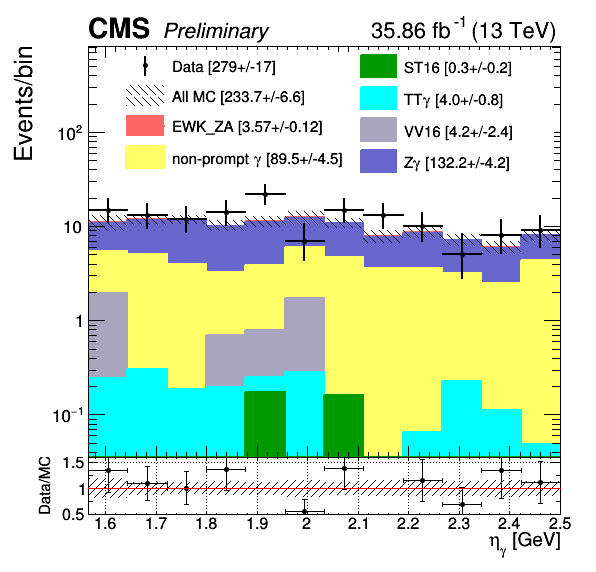 CMS Preliminary 35.86 fb⁻¹ (13 TeV)
Events/bin
Data [279+/-17]
All MC [233.7+/-6.6]
EWK_ZA [3.57+/-0.12]
non-prompt γ [89.5+/-4.5]
ST16 [0.3+/-0.2]
TTγ [4.0+/-0.8]
VV16 [4.2+/-2.4]
Zγ [132.2+/-4.2]
10²
10
1
10⁻¹
Data/MC
1.5
1
0.5
1.6 1.7 1.8 1.9 2 2.1 2.2 2.3 2.4 2.5
ηγ [GeV]